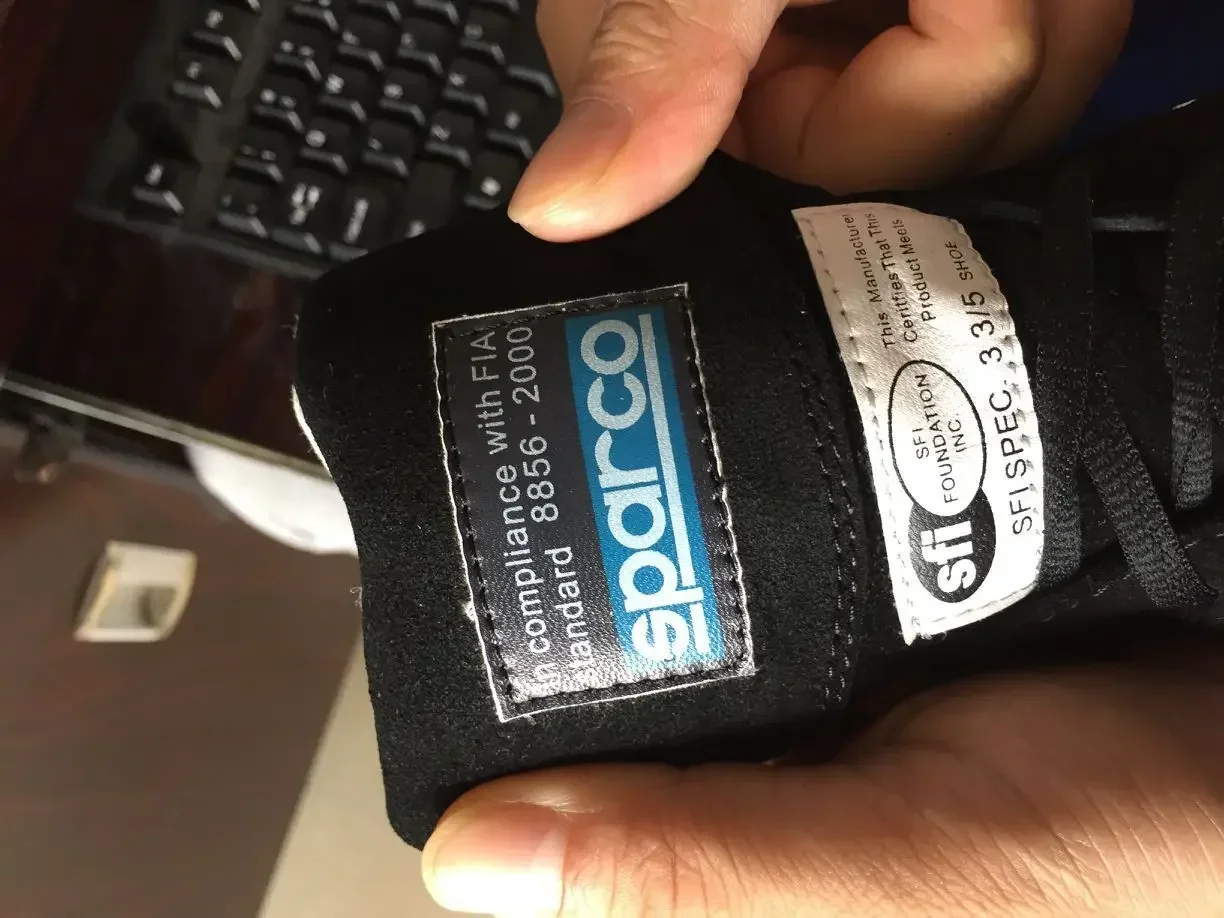 In compliance with FIA
standard 8856 - 2000
sparco
This Manufacturer
Certifies That This
Product Meets
sfi
SFI
FOUNDATION
INC.
SFI SPEC. 3.3/5 SHOE